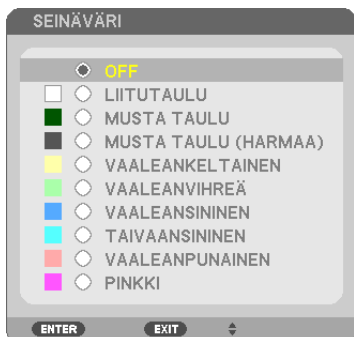 SEINÄVÄRI
OFF
LIITUTAULU
MUSTA TAULU
MUSTA TAULU (HARMAA)
VAALEANKELTAINEN
VAALEANVIHREÄ
VAALEANSININEN
TAIVAANSININEN
VAALEANPUNAINEN
PINKKI
ENTER EXIT